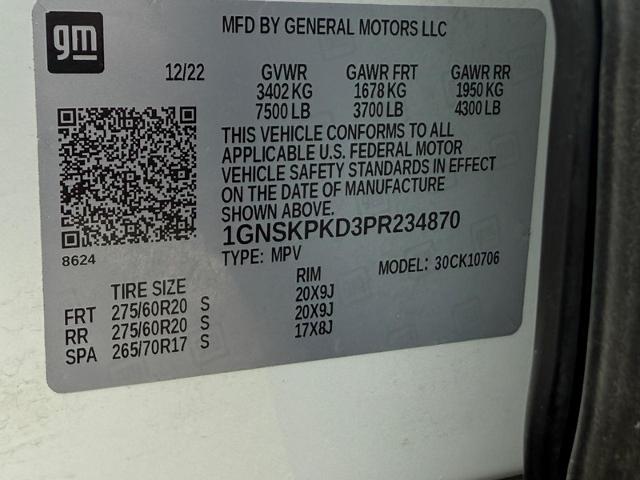 gm
MFD BY GENERAL MOTORS LLC
12/22 GVWR GAWR FRT GAWR RR
3402 KG 1678 KG 1950 KG
7500 LB 3700 LB 4300 LB
THIS VEHICLE CONFORMS TO ALL
APPLICABLE U.S. FEDERAL MOTOR
VEHICLE SAFETY STANDARDS IN EFFECT
ON THE DATE OF MANUFACTURE
SHOWN ABOVE.
1GNSKPKD3PR234870
8624
TYPE: MPV MODEL: 30CK10706
TIRE SIZE RIM
FRT 275/60R20 S 20X9J
RR 275/60R20 S 20X9J
SPA 265/70R17 S 17X8J